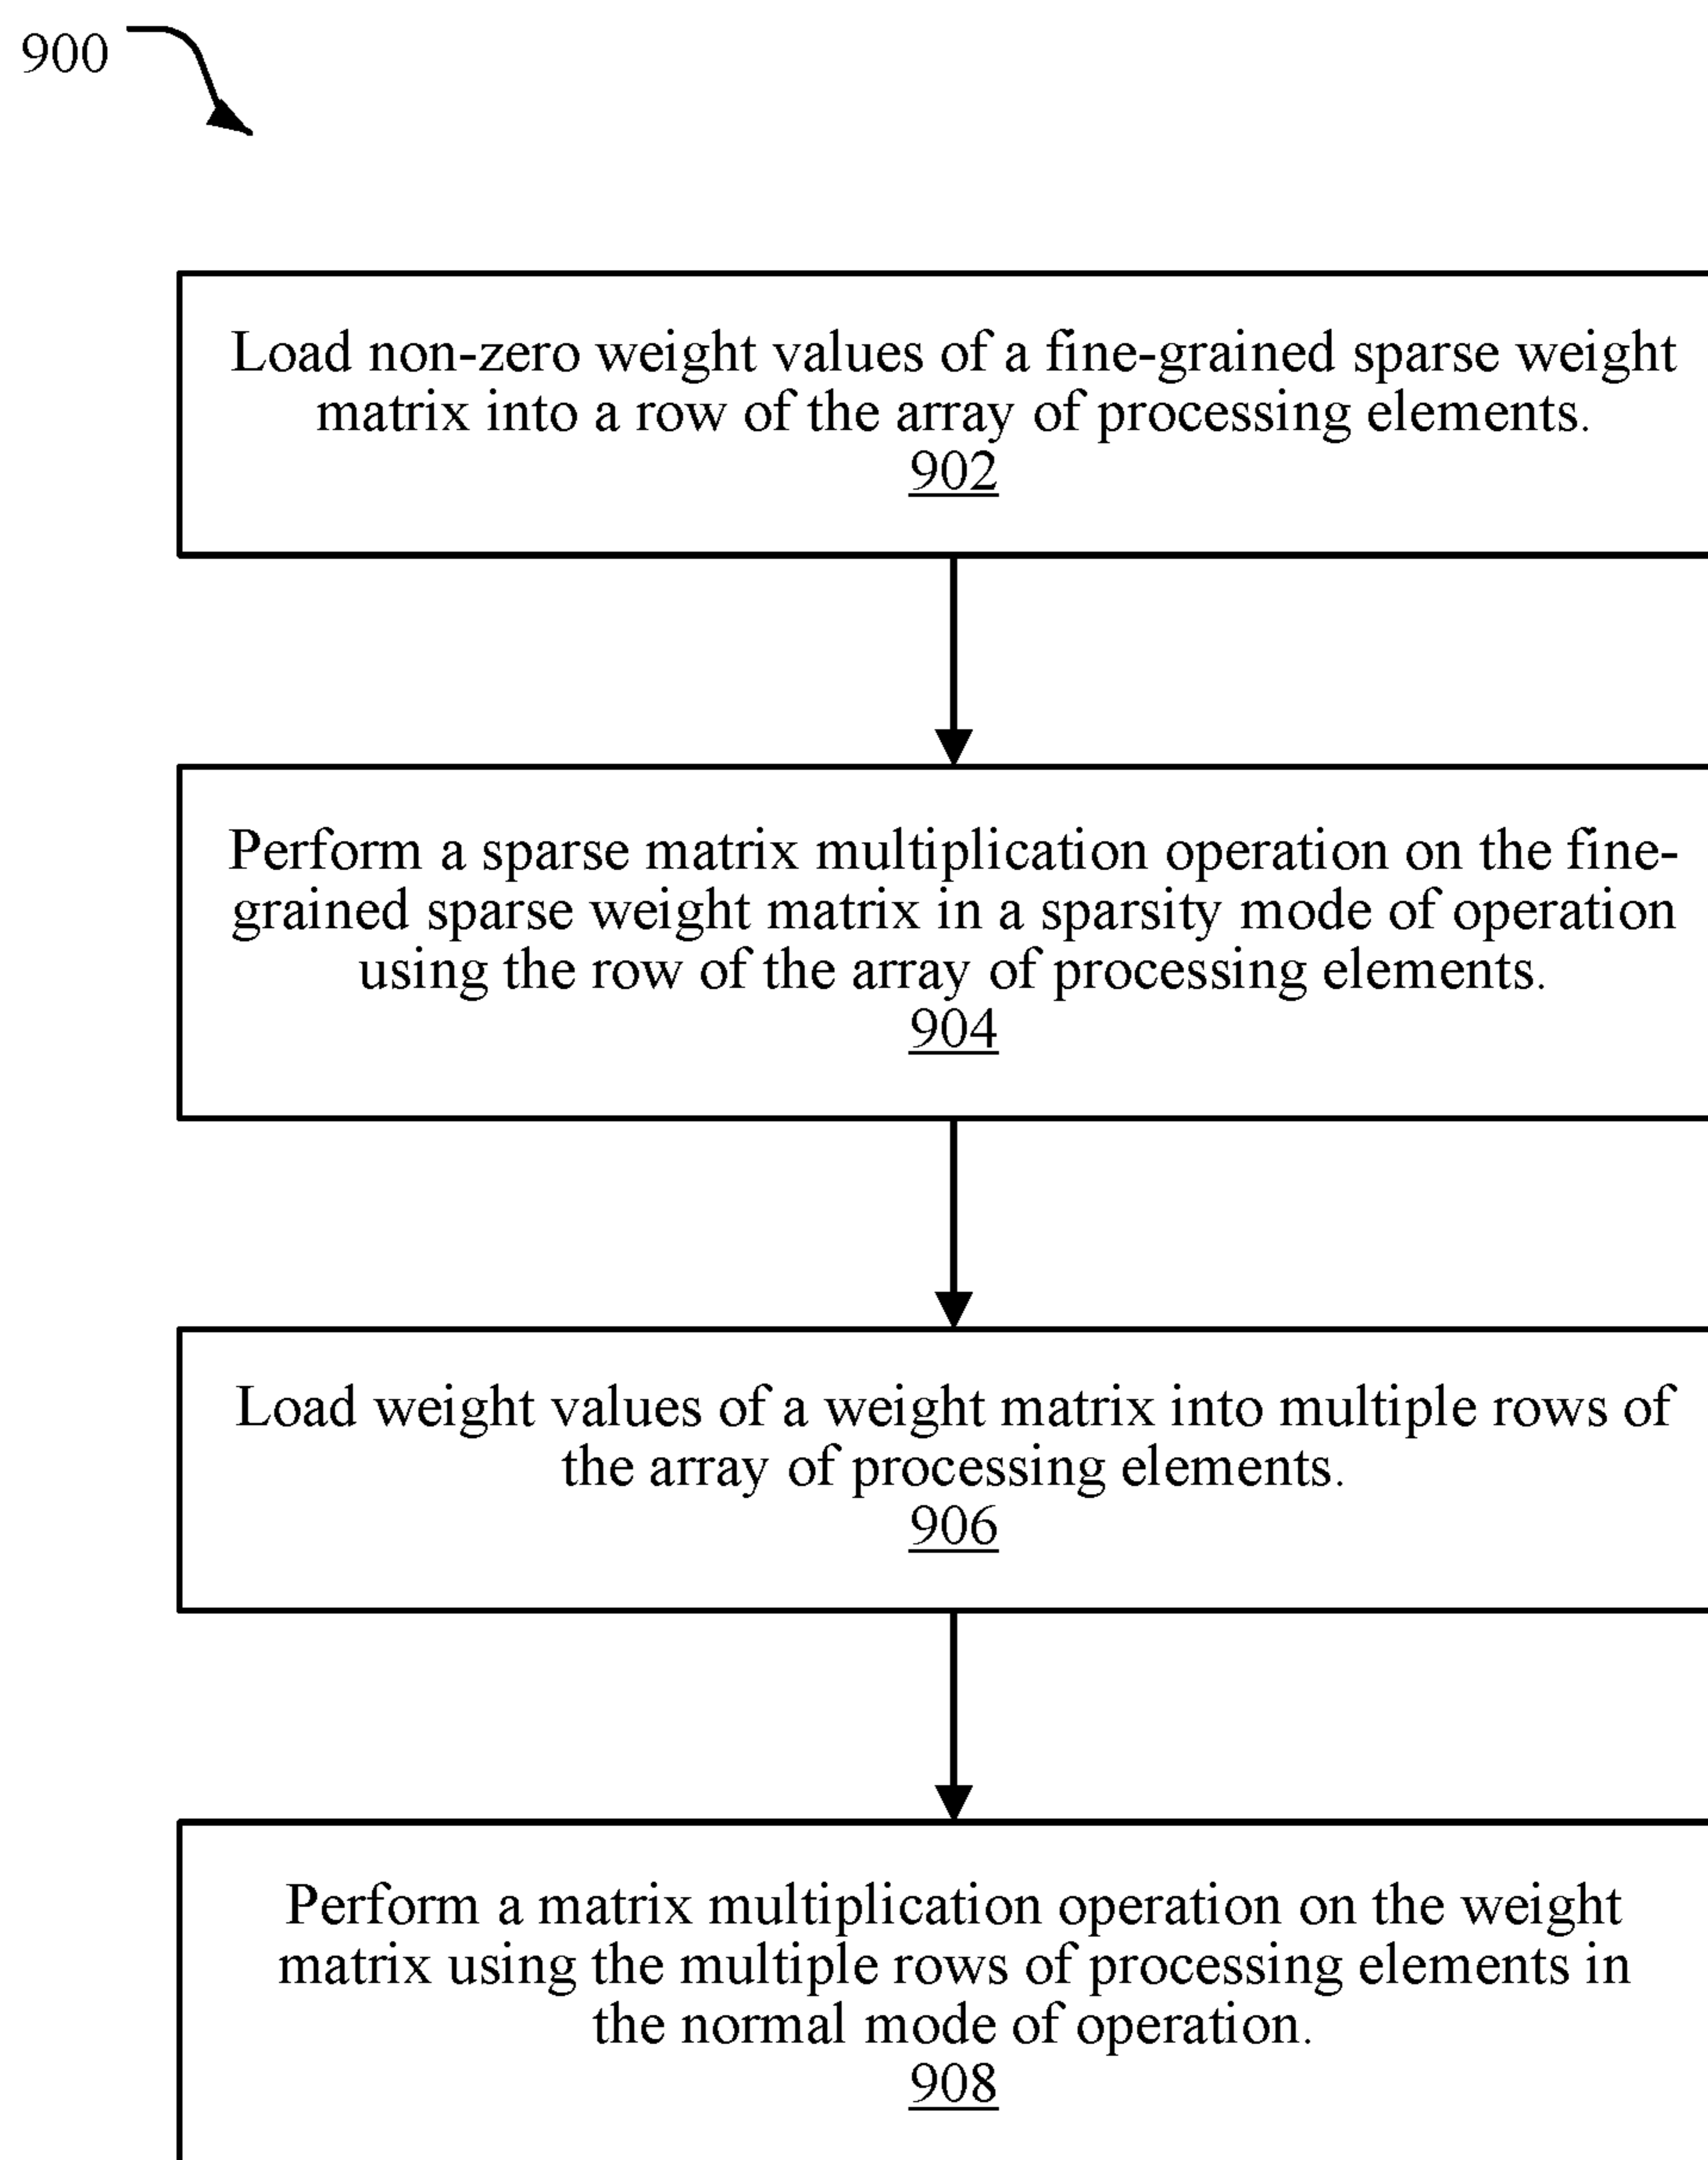 900
Load non-zero weight values of a fine-grained sparse weight
matrix into a row of the array of processing elements.
902
Perform a sparse matrix multiplication operation on the fine-
grained sparse weight matrix in a sparsity mode of operation
using the row of the array of processing elements.
904
Load weight values of a weight matrix into multiple rows of
the array of processing elements.
906
Perform a matrix multiplication operation on the weight
matrix using the multiple rows of processing elements in
the normal mode of operation.
908